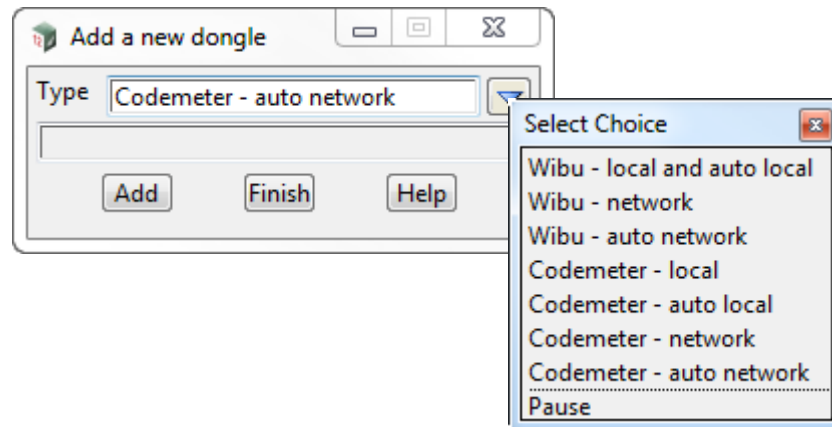 Add a new dongle
Type Codemeter - auto network
Add Finish Help
Select Choice
Wibu - local and auto local
Wibu - network
Wibu - auto network
Codemeter - local
Codemeter - auto local
Codemeter - network
Codemeter - auto network
Pause